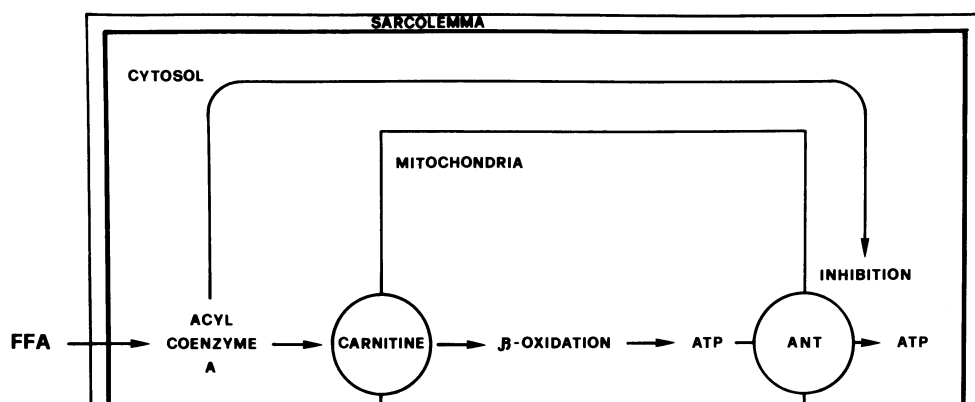 SARCOLEMMA
CYTOSOL
MITOCHONDRIA
INHIBITION
FFA
ACYL
COENZYME
A
CARNITINE
β-OXIDATION
ATP
ANT
ATP